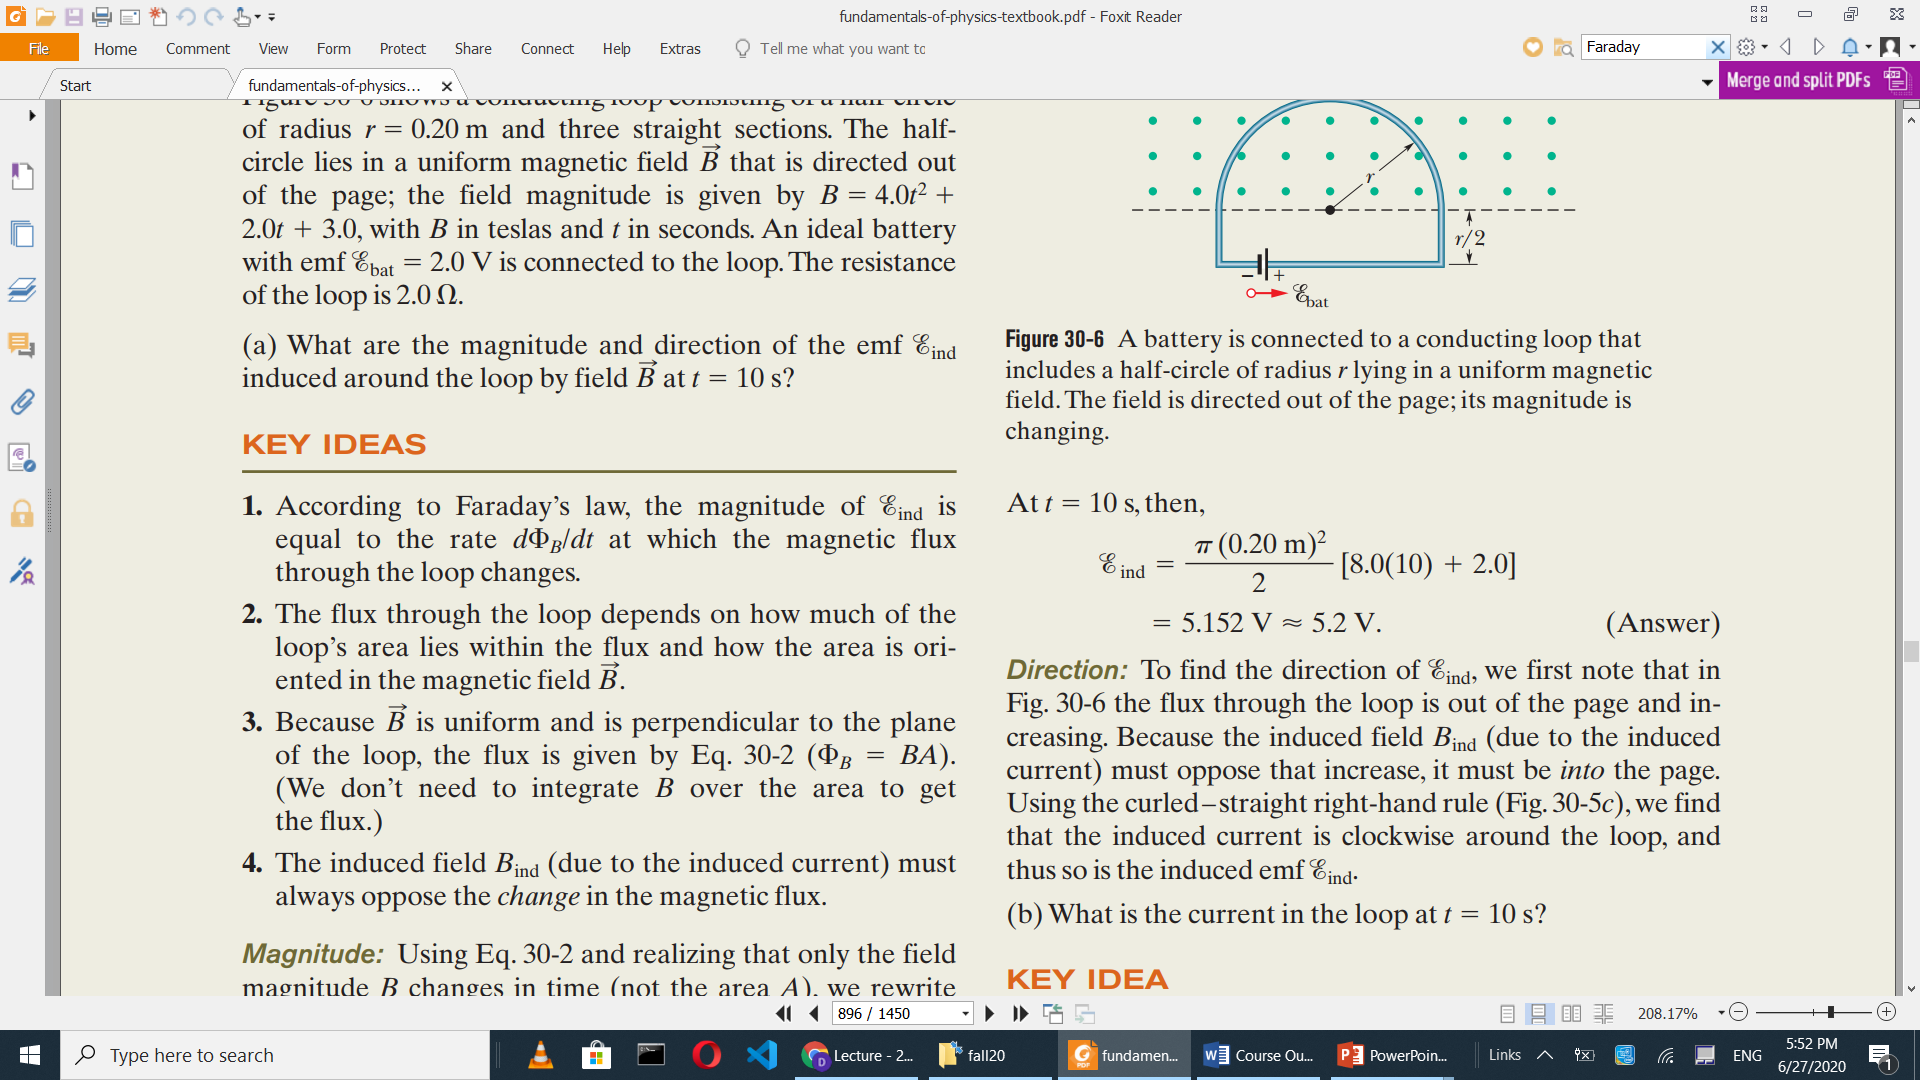 fundamentals-of-physics-textbook.pdf - Foxit Reader
File Home Comment View Form Protect Share Connect Help Extras Tell me what you want to
Faraday
Start
fundamentals-of-physics...
Merge and split PDFs
Figure 30-6 shows a conducting loop consisting of a half-circle
of radius r = 0.20 m and three straight sections. The half-
circle lies in a uniform magnetic field B⃗ that is directed out
of the page; the field magnitude is given by B = 4.0t² +
2.0t + 3.0, with B in teslas and t in seconds. An ideal battery
with emf ℰbat = 2.0 V is connected to the loop. The resistance
of the loop is 2.0 Ω.
(a) What are the magnitude and direction of the emf ℰind
induced around the loop by field B⃗ at t = 10 s?
KEY IDEAS
1. According to Faraday's law, the magnitude of ℰind is
equal to the rate dΦB/dt at which the magnetic flux
through the loop changes.
2. The flux through the loop depends on how much of the
loop's area lies within the flux and how the area is ori-
ented in the magnetic field B⃗.
3. Because B⃗ is uniform and is perpendicular to the plane
of the loop, the flux is given by Eq. 30-2 (ΦB = BA).
(We don't need to integrate B over the area to get
the flux.)
4. The induced field Bind (due to the induced current) must
always oppose the change in the magnetic flux.
Magnitude: Using Eq. 30-2 and realizing that only the field
magnitude B changes in time (not the area A), we rewrite
r
r/2
– +
ℰbat
Figure 30-6 A battery is connected to a conducting loop that
includes a half-circle of radius r lying in a uniform magnetic
field. The field is directed out of the page; its magnitude is
changing.
At t = 10 s, then,
ℰind = π (0.20 m)²/2 [8.0(10) + 2.0]
= 5.152 V ≈ 5.2 V. (Answer)
Direction: To find the direction of ℰind, we first note that in
Fig. 30-6 the flux through the loop is out of the page and in-
creasing. Because the induced field Bind (due to the induced
current) must oppose that increase, it must be into the page.
Using the curled–straight right-hand rule (Fig. 30-5c), we find
that the induced current is clockwise around the loop, and
thus so is the induced emf ℰind.
(b) What is the current in the loop at t = 10 s?
KEY IDEA
896 / 1450
208.17%
Type here to search
Lecture - 2...
fall20
fundamen...
Course Ou...
PowerPoin...
Links
ENG
5:52 PM
6/27/2020
1